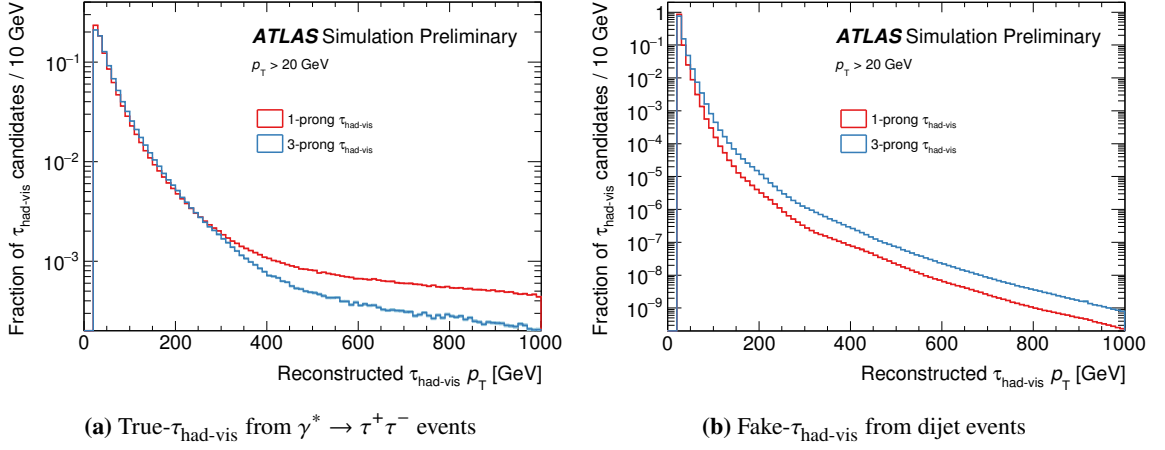 ATLAS Simulation Preliminary
p_T > 20 GeV
1-prong τ_had-vis
3-prong τ_had-vis
Fraction of τ_had-vis candidates / 10 GeV
10⁻¹
10⁻²
10⁻³
0 200 400 600 800 1000
Reconstructed τ_had-vis p_T [GeV]
(a) True-τ_had-vis from γ* → τ⁺τ⁻ events
ATLAS Simulation Preliminary
p_T > 20 GeV
1-prong τ_had-vis
3-prong τ_had-vis
Fraction of τ_had-vis candidates / 10 GeV
1
10⁻¹
10⁻²
10⁻³
10⁻⁴
10⁻⁵
10⁻⁶
10⁻⁷
10⁻⁸
10⁻⁹
0 200 400 600 800 1000
Reconstructed τ_had-vis p_T [GeV]
(b) Fake-τ_had-vis from dijet events